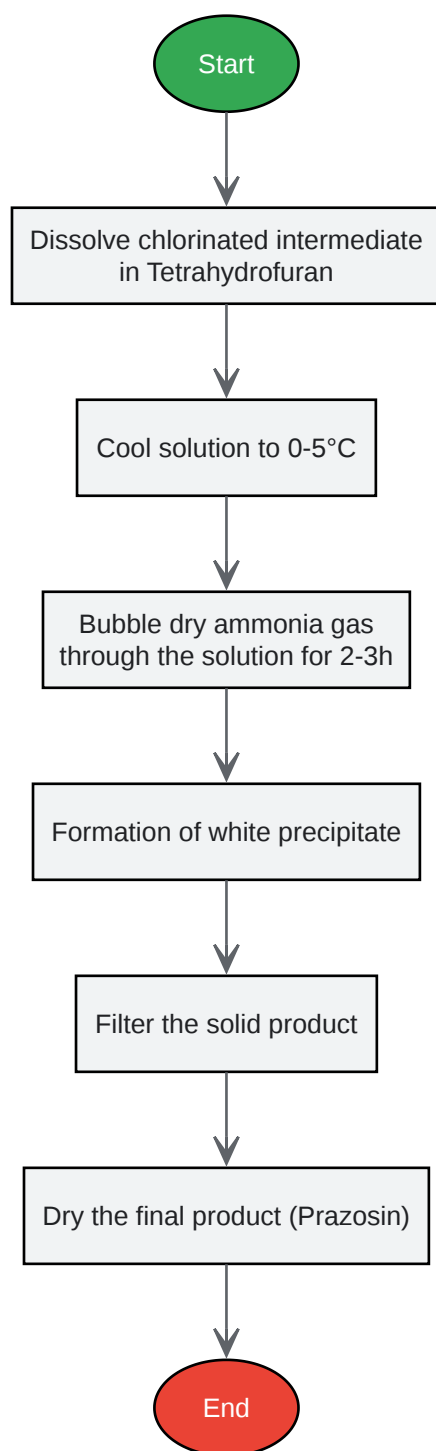 Start
Dissolve chlorinated intermediate
in Tetrahydrofuran
Cool solution to 0-5°C
Bubble dry ammonia gas
through the solution for 2-3h
Formation of white precipitate
Filter the solid product
Dry the final product (Prazosin)
End